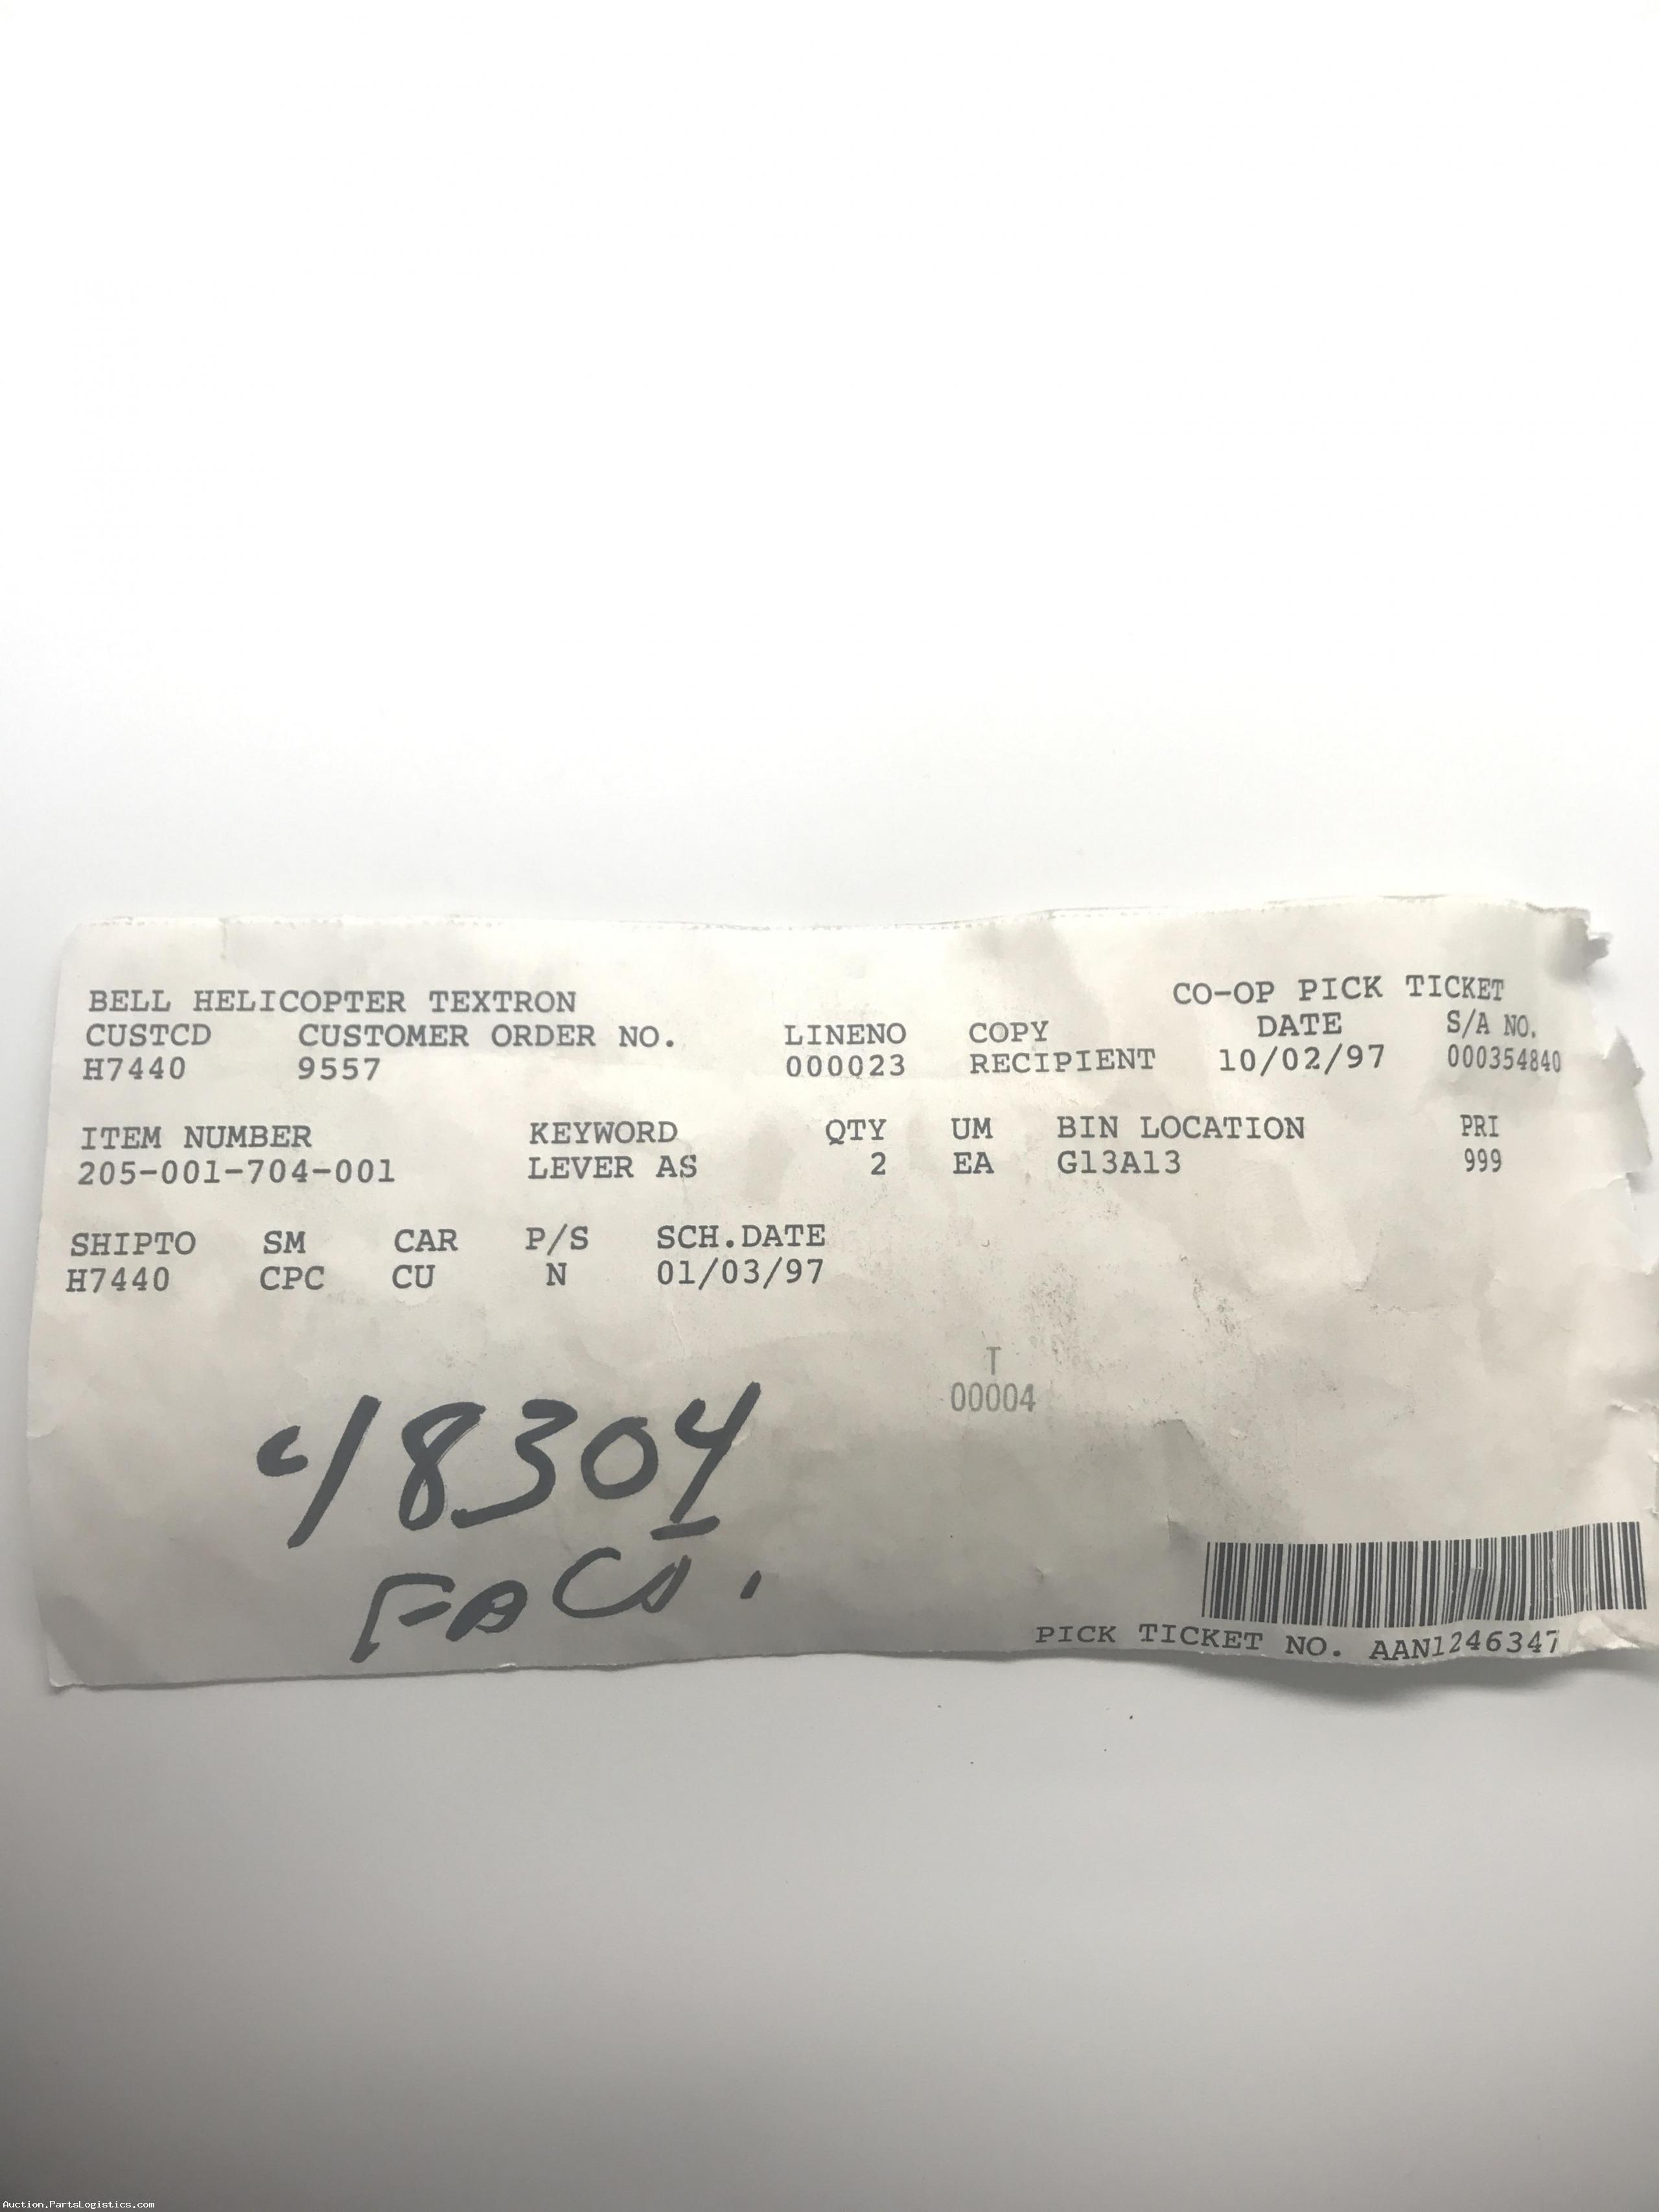 BELL HELICOPTER TEXTRON CO-OP PICK TICKET
CUSTCD CUSTOMER ORDER NO. LINENO COPY DATE S/A NO.
H7440 9557 000023 RECIPIENT 10/02/97 000354840
ITEM NUMBER KEYWORD QTY UM BIN LOCATION PRI
205-001-704-001 LEVER AS 2 EA G13A13 999
SHIPTO SM CAR P/S SCH.DATE
H7440 CPC CU N 01/03/97
T
00004
48304
PICK TICKET NO. AAN1246347
Auction.PartsLogistics.com